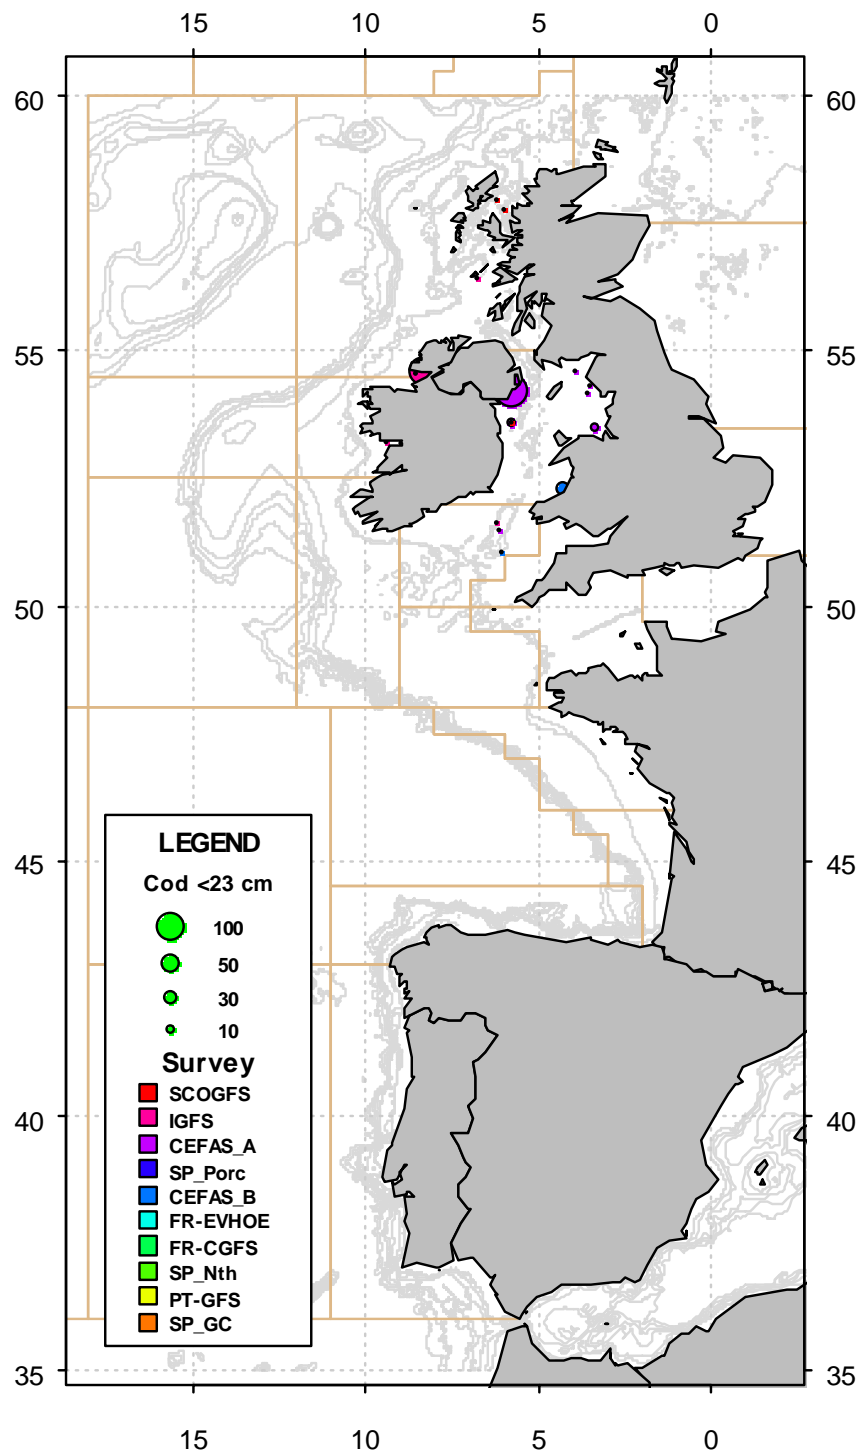 15 10 5 0
60 60
55 55
50 50
45 45
40 40
35 35
LEGEND
Cod <23 cm
100
50
30
10
Survey
SCOGFS
IGFS
CEFAS_A
SP_Porc
CEFAS_B
FR-EVHOE
FR-CGFS
SP_Nth
PT-GFS
SP_GC
15 10 5 0